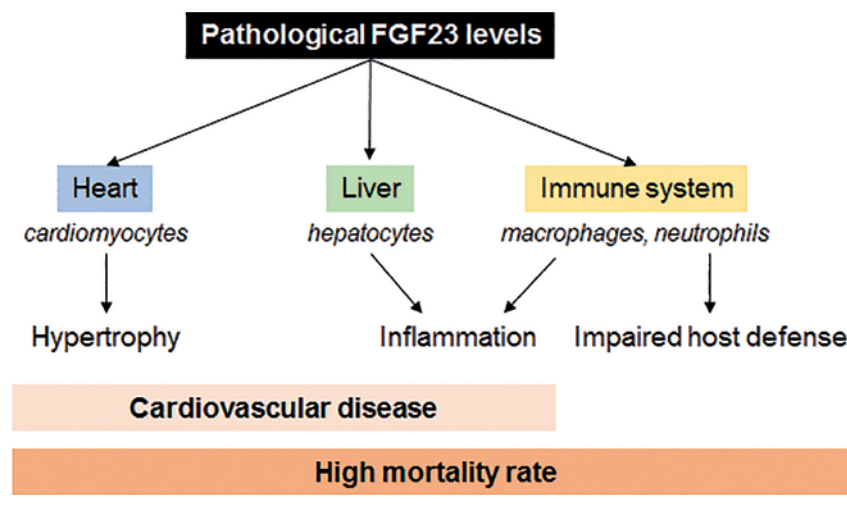 Pathological FGF23 levels
Heart
Liver
Immune system
cardiomyocytes
hepatocytes
macrophages, neutrophils
Hypertrophy
Inflammation
Impaired host defense
Cardiovascular disease
High mortality rate